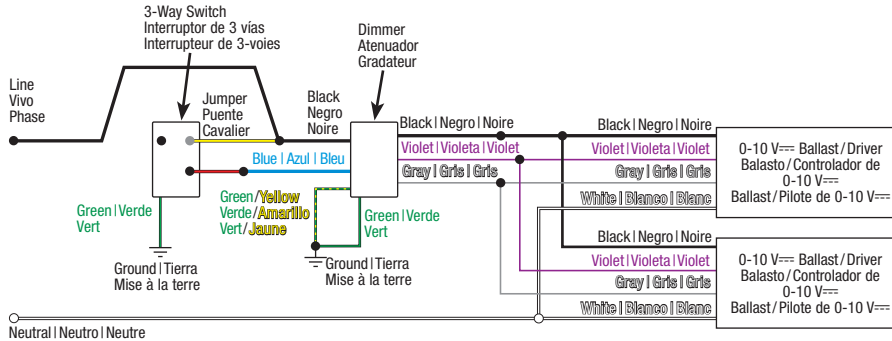 3-Way Switch
Interruptor de 3 vías
Interrupteur de 3-voies
Dimmer
Atenuador
Gradateur
Line
Vivo
Phase
Jumper
Puente
Cavalier
Black
Negro
Noire
Black|Negro|Noire
Violet|Violeta|Violet
Gray|Gris|Gris
Black|Negro|Noire
Violet|Violeta|Violet
Gray|Gris|Gris
White|Blanco|Blanc
0-10 V⎓ Ballast/Driver
Balasto/Controlador de
0-10 V⎓
Ballast/Pilote de 0-10 V⎓
Blue|Azul|Bleu
Green|Verde
Vert
Green/Yellow
Verde/Amarillo
Vert/Jaune
Green|Verde
Vert
Ground|Tierra
Mise à la terre
Ground|Tierra
Mise à la terre
Black|Negro|Noire
Violet|Violeta|Violet
Gray|Gris|Gris
White|Blanco|Blanc
0-10 V⎓ Ballast/Driver
Balasto/Controlador de
0-10 V⎓
Ballast/Pilote de 0-10 V⎓
Neutral|Neutro|Neutre